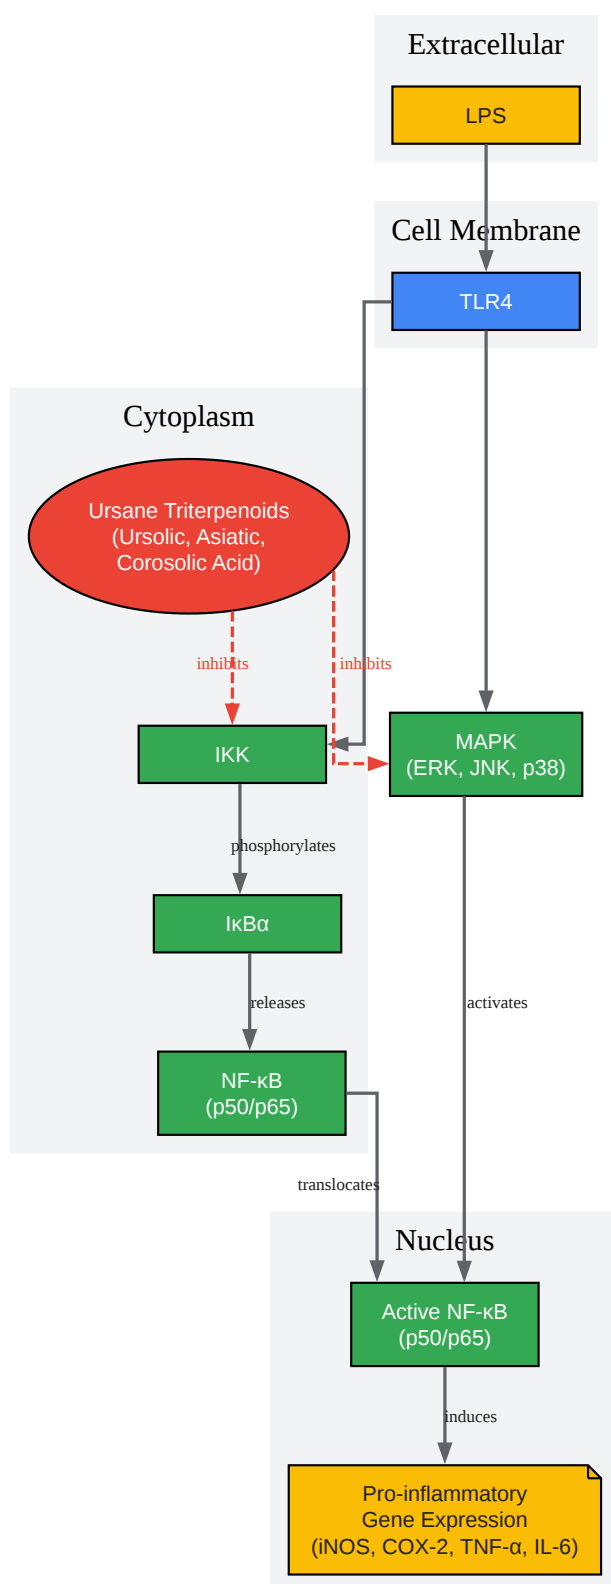 Extracellular
LPS
Cell Membrane
TLR4
Cytoplasm
Ursane Triterpenoids
(Ursolic, Asiatic,
Corosolic Acid)
inhibits
inhibits
IKK
MAPK
(ERK, JNK, p38)
phosphorylates
IκBα
releases
activates
NF-κB
(p50/p65)
translocates
Nucleus
Active NF-κB
(p50/p65)
induces
Pro-inflammatory
Gene Expression
(iNOS, COX-2, TNF-α, IL-6)